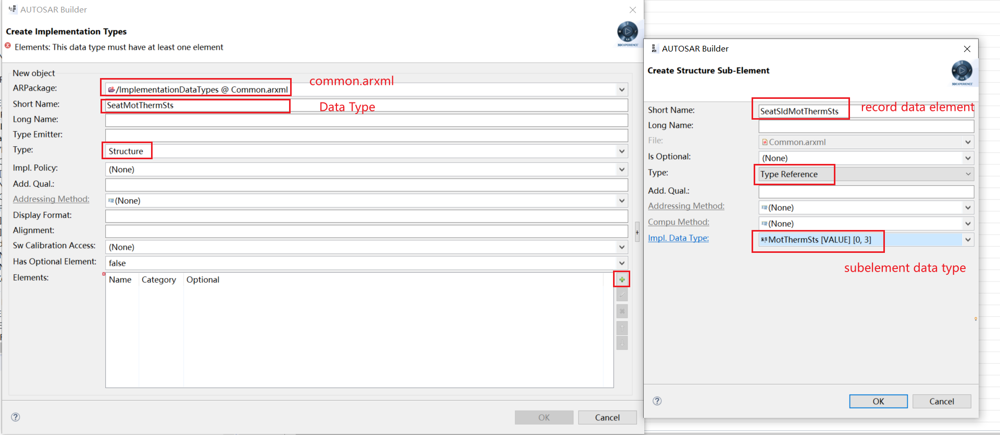 AUTOSAR Builder
Create Implementation Types
Elements: This data type must have at least one element
3DEXPERIENCE
New object
ARPackage:
/ImplementationDataTypes @ Common.arxml
common.arxml
Short Name:
SeatMotThermSts
Data Type
Long Name:
Type Emitter:
Type:
Structure
Impl. Policy:
(None)
Add. Qual.:
Addressing Method:
(None)
Display Format:
Alignment:
Sw Calibration Access:
(None)
Has Optional Element:
false
Elements:
Name Category Optional
OK Cancel
AUTOSAR Builder
Create Structure Sub-Element
3DEXPERIENCE
Short Name:
SeatSldMotThermSts
record data element
Long Name:
File:
Common.arxml
Is Optional:
(None)
Type:
Type Reference
Add. Qual.:
Addressing Method:
(None)
Compu Method:
(None)
Impl. Data Type:
MotThermSts [VALUE] [0, 3]
subelement data type
OK Cancel